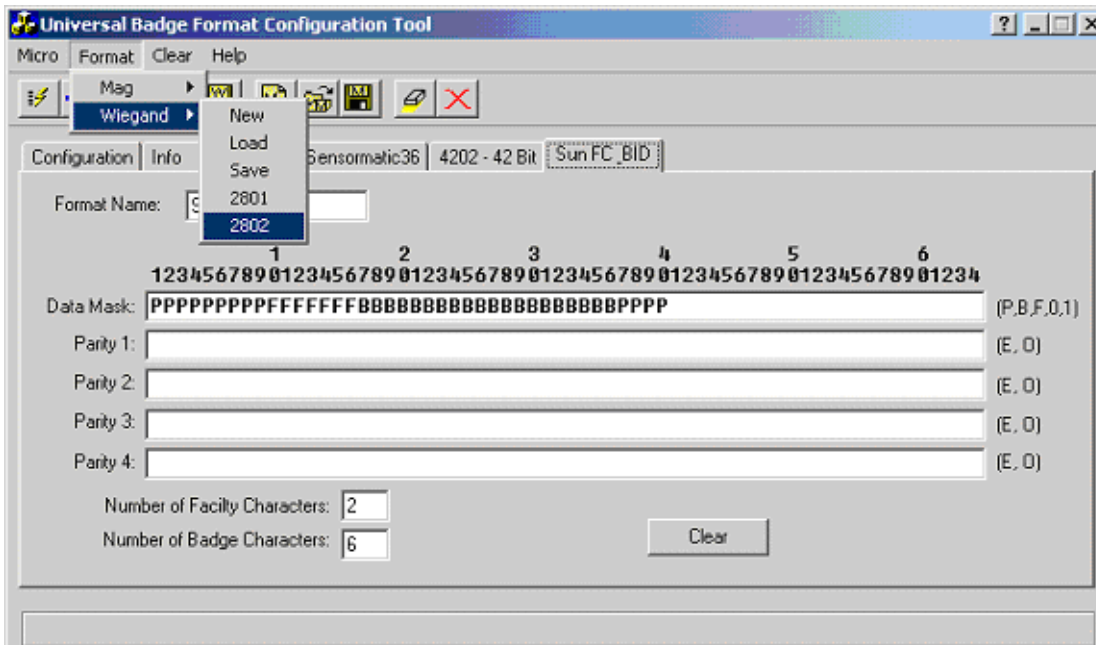 Universal Badge Format Configuration Tool
Micro Format Clear Help
Mag
Wiegand
New
Load
Save
2801
2802
Configuration Info Sensormatic36 4202 - 42 Bit Sun FC_BID
Format Name: S
1 2 3 4 5 6
1234567890123456789012345678901234567890123456789012345678901234
Data Mask: PPPPPPPPPFFFFFFFBBBBBBBBBBBBBBBBBBBBPPPP (P,B,F,0,1)
Parity 1: (E, O)
Parity 2: (E, O)
Parity 3: (E, O)
Parity 4: (E, O)
Number of Facilty Characters: 2
Number of Badge Characters: 6
Clear